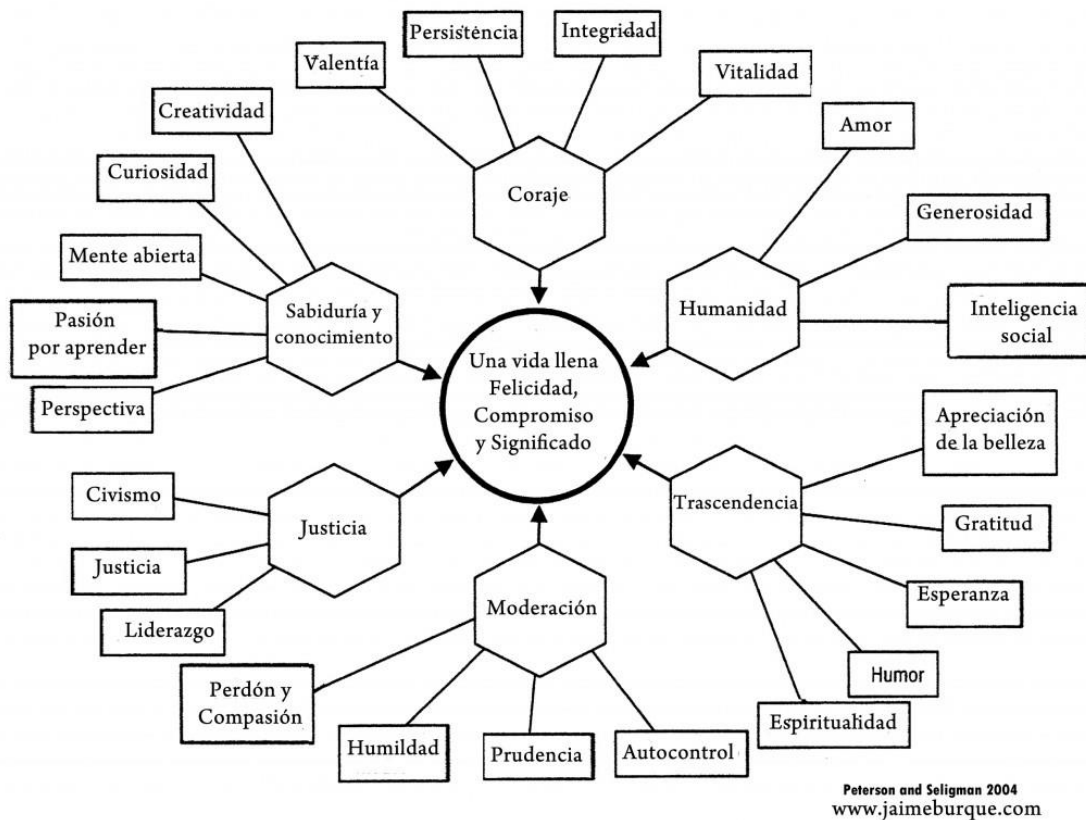 Persisténcia
Integridad
Valentía
Vitalidad
Coraje
Creatividad
Curiosidad
Mente abierta
Pasión
por aprender
Perspectiva
Sabiduría y
conocimiento
Amor
Generosidad
Inteligencia
social
Humanidad
Una vida llena
Felicidad,
Compromiso
y Significado
Civismo
Justicia
Liderazgo
Justicia
Apreciación
de la belleza
Gratitud
Esperanza
Humor
Espiritualidad
Trascendencia
Moderación
Perdón y
Compasión
Humildad
Prudencia
Autocontrol
Peterson and Seligman 2004
www.jaimeburque.com